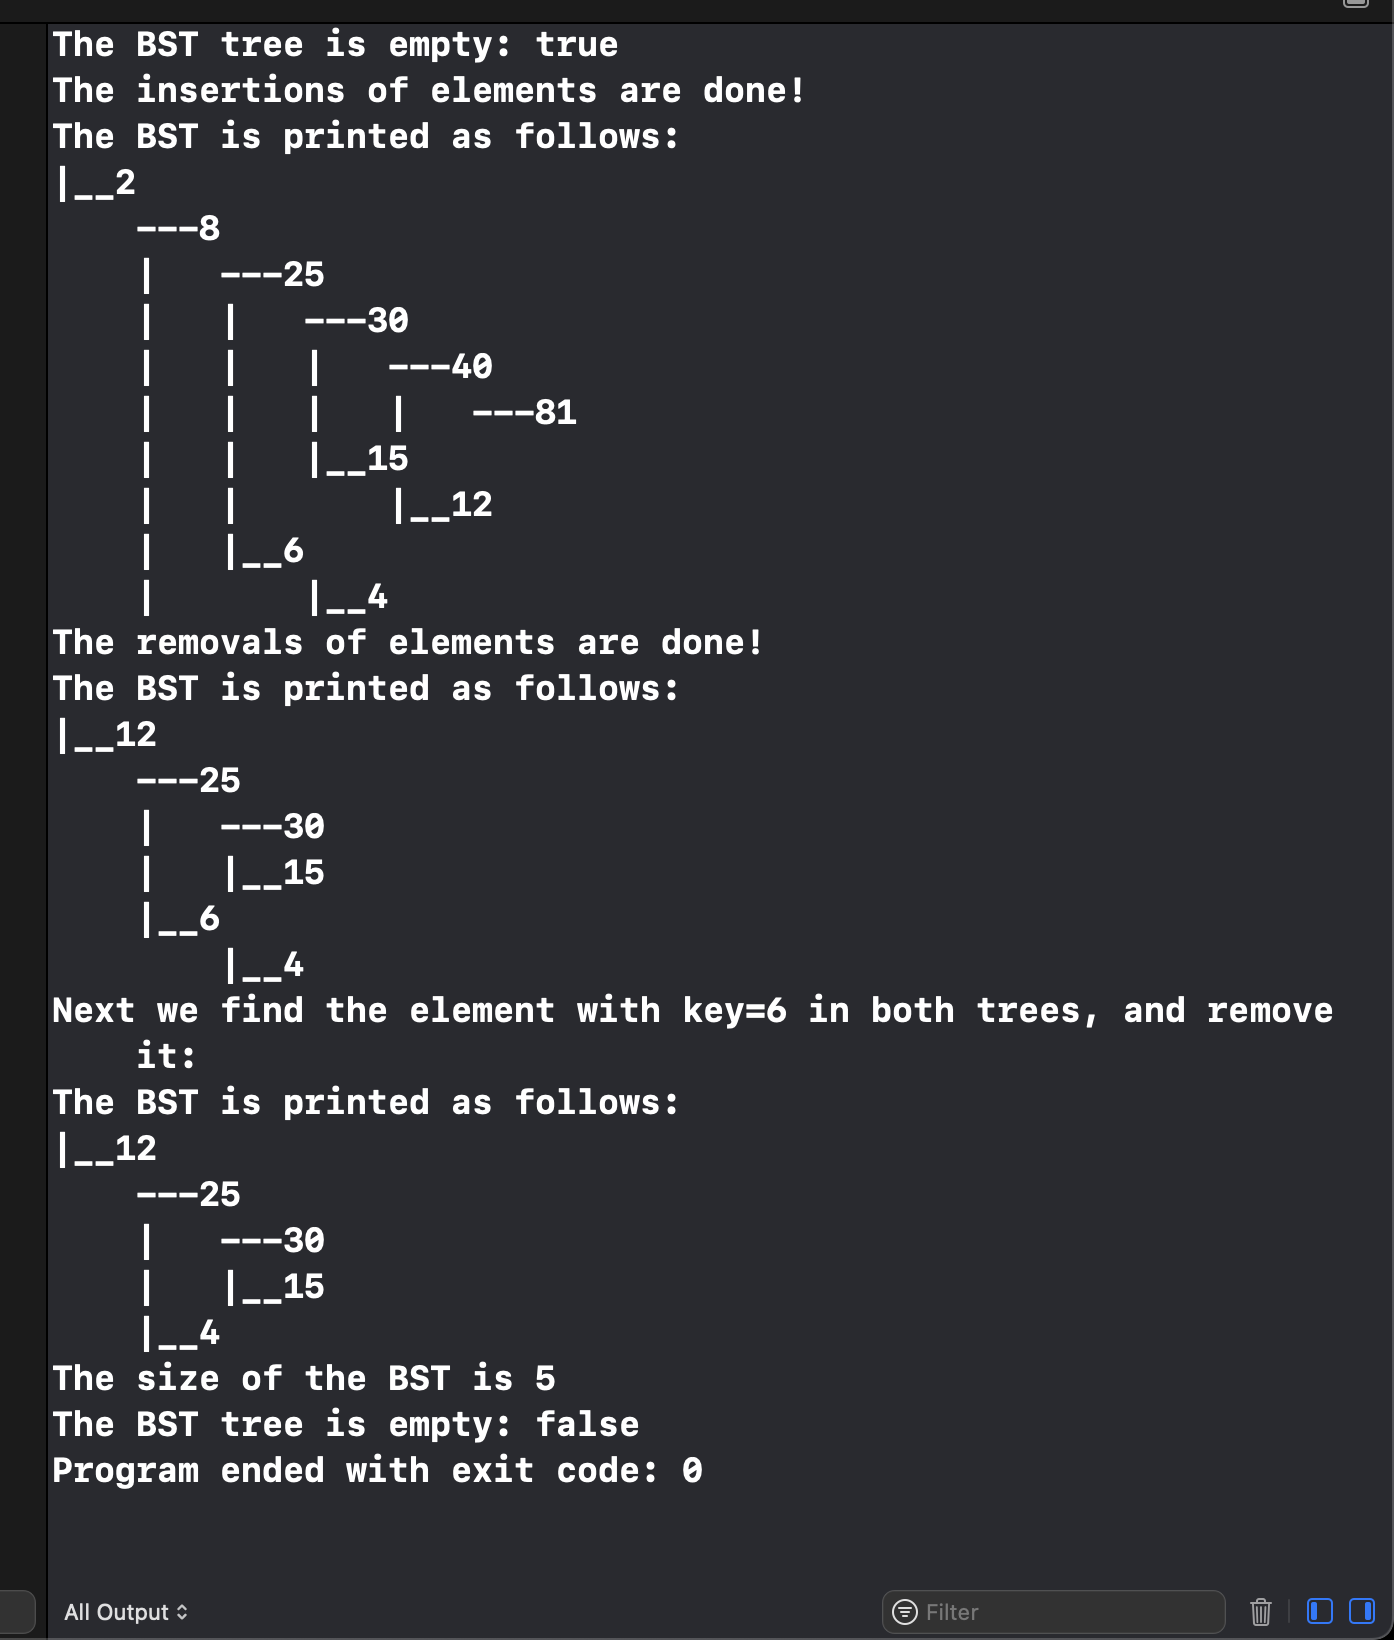 The BST tree is empty: true
The insertions of elements are done!
The BST is printed as follows:
|__2
    ---8
    |   ---25
    |   |   ---30
    |   |   |   ---40
    |   |   |   |   ---81
    |   |   |__15
    |   |       |__12
    |   |__6
    |       |__4
The removals of elements are done!
The BST is printed as follows:
|__12
    ---25
    |   ---30
    |   |__15
    |__6
        |__4
Next we find the element with key=6 in both trees, and remove
    it:
The BST is printed as follows:
|__12
    ---25
    |   ---30
    |   |__15
    |__4
The size of the BST is 5
The BST tree is empty: false
Program ended with exit code: 0
All Output
Filter